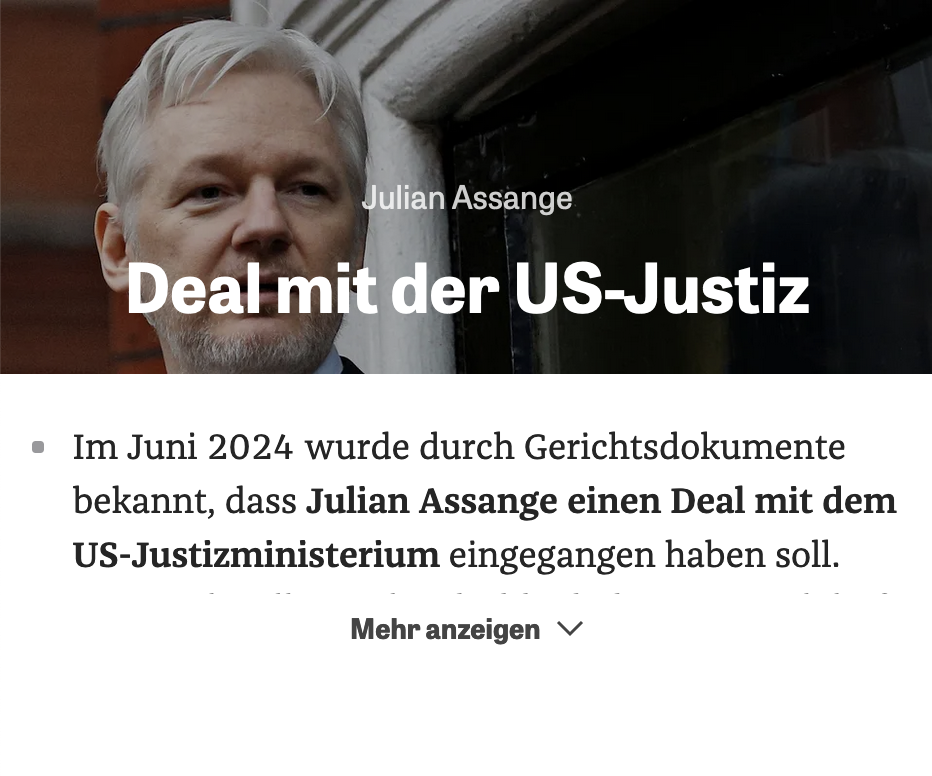 Julian Assange
Deal mit der US-Justiz
Im Juni 2024 wurde durch Gerichtsdokumente
bekannt, dass Julian Assange einen Deal mit dem
US-Justizministerium eingegangen haben soll.
Mehr anzeigen